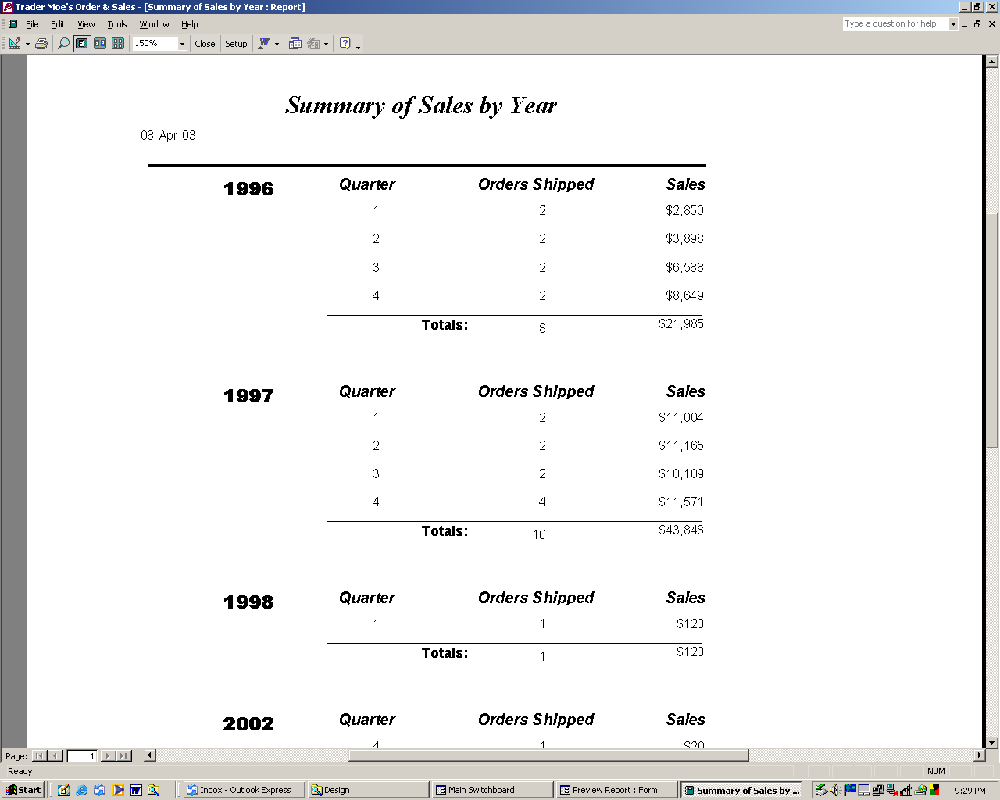 Trader Moe's Order & Sales - [Summary of Sales by Year : Report]
File Edit View Tools Window Help Type a question for help
150% Close Setup
Summary of Sales by Year
08-Apr-03
1996 Quarter Orders Shipped Sales
1 2 $2,850
2 2 $3,898
3 2 $6,588
4 2 $8,649
Totals: 8 $21,985
1997 Quarter Orders Shipped Sales
1 2 $11,004
2 2 $11,165
3 2 $10,109
4 4 $11,571
Totals: 10 $43,848
1998 Quarter Orders Shipped Sales
1 1 $120
Totals: 1 $120
2002 Quarter Orders Shipped Sales
4 1 $20
Page: 1
Ready NUM
Start Inbox - Outlook Express Design Main Switchboard Preview Report : Form Summary of Sales by ... 9:29 PM